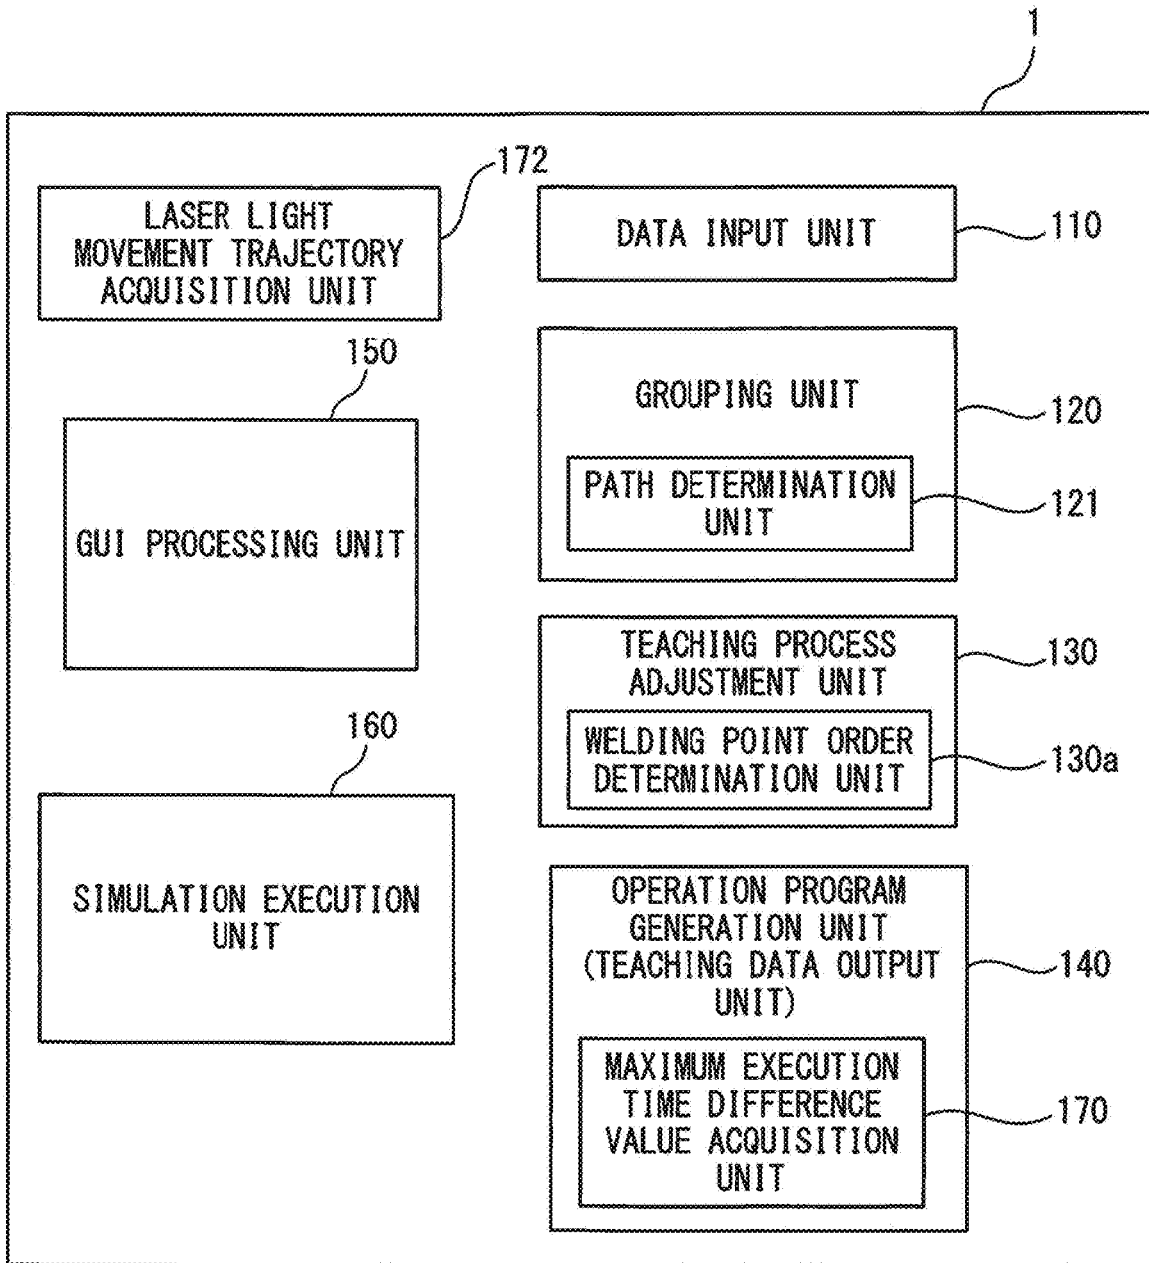 1
172
LASER LIGHT
MOVEMENT TRAJECTORY
ACQUISITION UNIT
DATA INPUT UNIT
110
150
GUI PROCESSING UNIT
GROUPING UNIT
120
PATH DETERMINATION
UNIT
121
TEACHING PROCESS
ADJUSTMENT UNIT
130
WELDING POINT ORDER
DETERMINATION UNIT
130a
160
SIMULATION EXECUTION
UNIT
OPERATION PROGRAM
GENERATION UNIT
(TEACHING DATA OUTPUT
UNIT)
140
MAXIMUM EXECUTION
TIME DIFFERENCE
VALUE ACQUISITION
UNIT
170